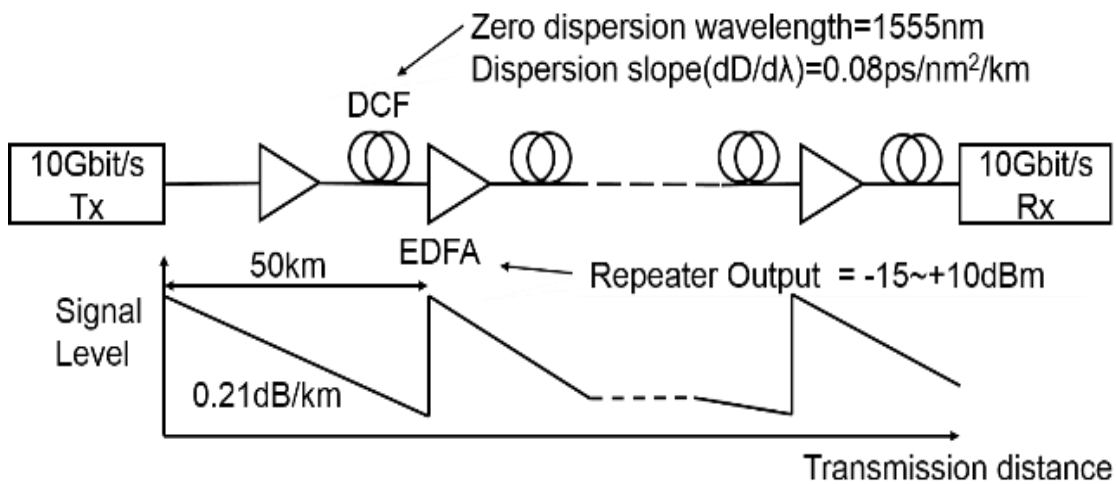 Zero dispersion wavelength=1555nm
Dispersion slope(dD/dλ)=0.08ps/nm²/km
DCF
10Gbit/s
Tx
10Gbit/s
Rx
EDFA
50km
Repeater Output = -15~+10dBm
Signal
Level
0.21dB/km
Transmission distance